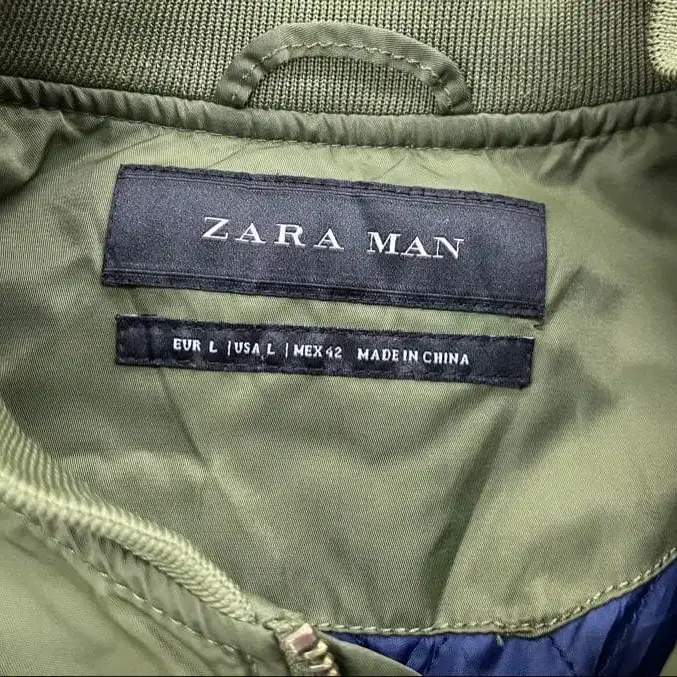 ZARA MAN
EUR L | USA L | MEX 42 MADE IN CHINA